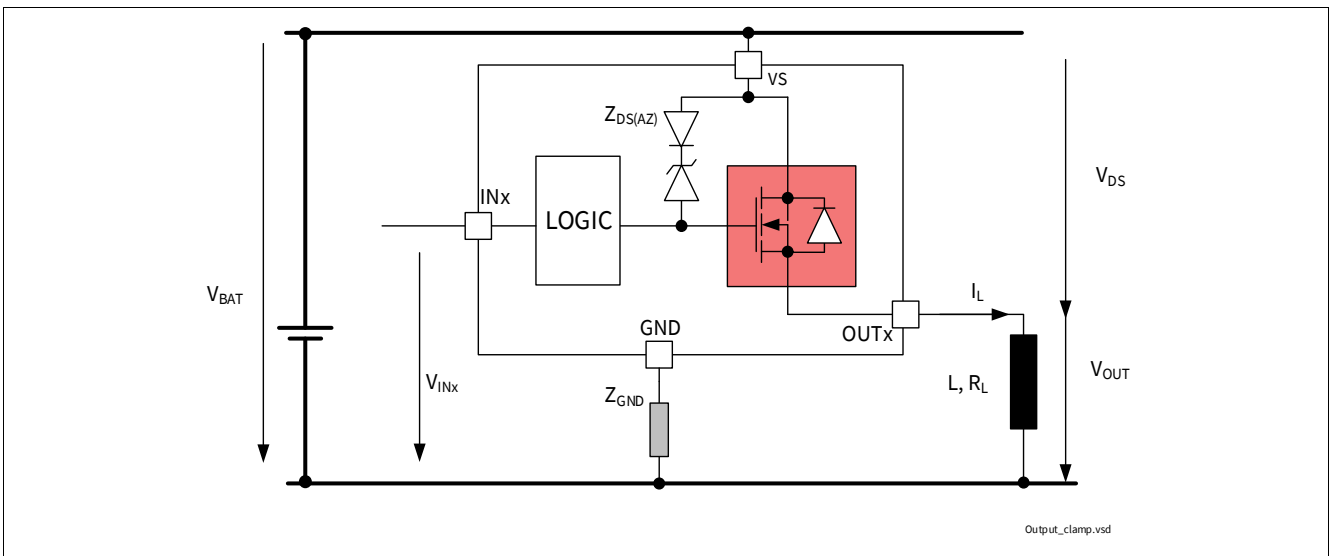 VS
ZDS(AZ)
VDS
INx
LOGIC
VBAT
IL
GND
OUTx
VINx
VOUT
L, RL
ZGND
Output_clamp.vsd